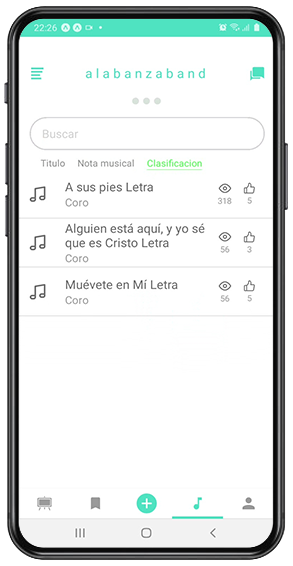 22:26
alabanzaband
Buscar
Titulo Nota musical Clasificacion
A sus pies Letra
Coro
318 5
Alguien está aquí, y yo sé
que es Cristo Letra
Coro
56 3
Muévete en Mí Letra
Coro
56 5